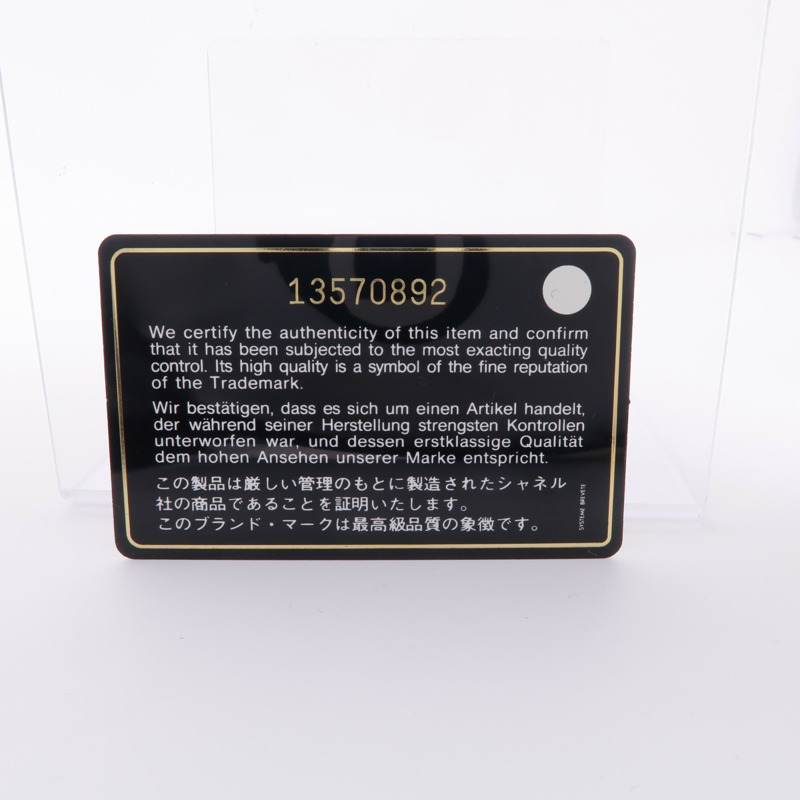 13570892
We certify the authenticity of this item and confirm
that it has been subjected to the most exacting quality
control. Its high quality is a symbol of the fine reputation
of the Trademark.
Wir bestätigen, dass es sich um einen Artikel handelt,
der während seiner Herstellung strengsten Kontrollen
unterworfen war, und dessen erstklassige Qualität
dem hohen Ansehen unserer Marke entspricht.
この製品は厳しい管理のもとに製造されたシャネル
社の商品であることを証明いたします。
このブランド・マークは最高級品質の象徴です。